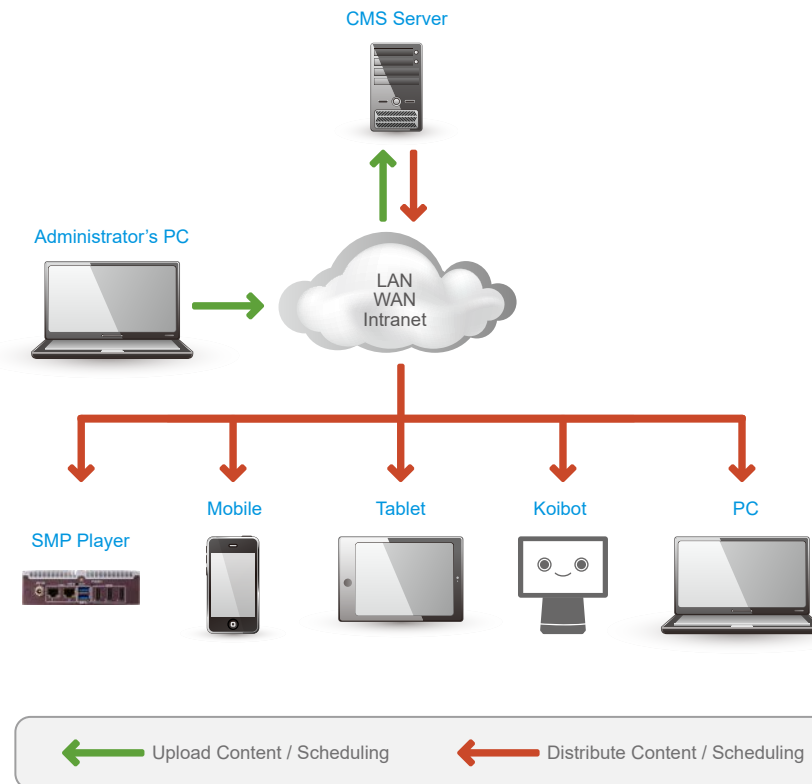 CMS Server
Administrator’s PC
LAN
WAN
Intranet
Mobile
Tablet
Koibot
PC
SMP Player
Upload Content / Scheduling
Distribute Content / Scheduling